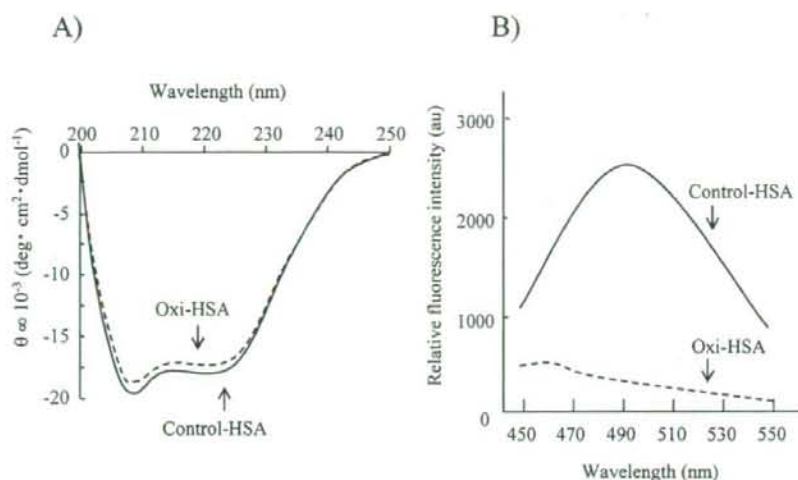 A)
Wavelength (nm)
200 210 220 230 240 250
0
-5
-10
-15
-20
θ ∞ 10⁻³ (deg• cm²•dmol⁻¹)
Oxi-HSA
Control-HSA
B)
Relative fluorescence intensity (au)
3000
2000
1000
0
Control-HSA
Oxi-HSA
450 470 490 510 530 550
Wavelength (nm)